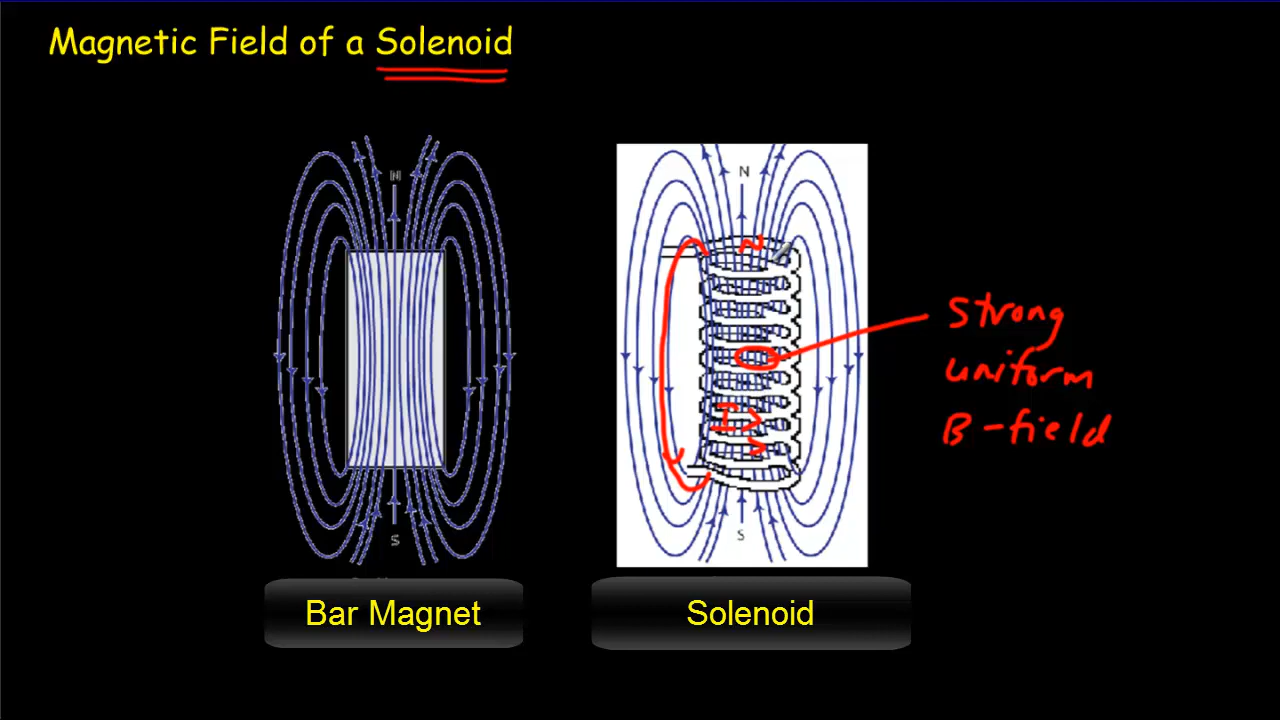 Magnetic Field of a Solenoid
N
S
Bar Magnet
N
N
I
S
Solenoid
Strong
uniform
B-field